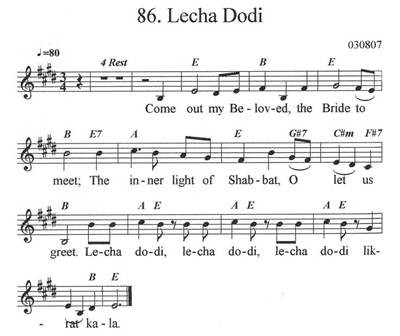 86. Lecha Dodi
♩=80
030807
4 Rest E B E
Come out my Be - lov - ed, the Bride to
B E7 A E G#7 C#m F#7
meet; The in - ner light of Shab - bat, O let us
B A E A E A E
greet. Le - cha do - di, le - cha do - di, le - cha do - di lik -
B E
- rat ka - la.